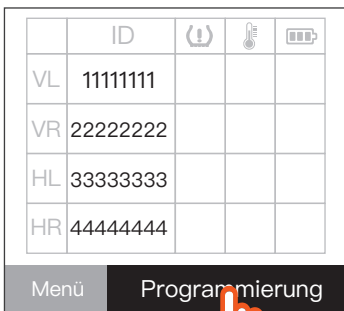 ID
VL 11111111
VR 22222222
HL 33333333
HR 44444444
Menü Programmierung